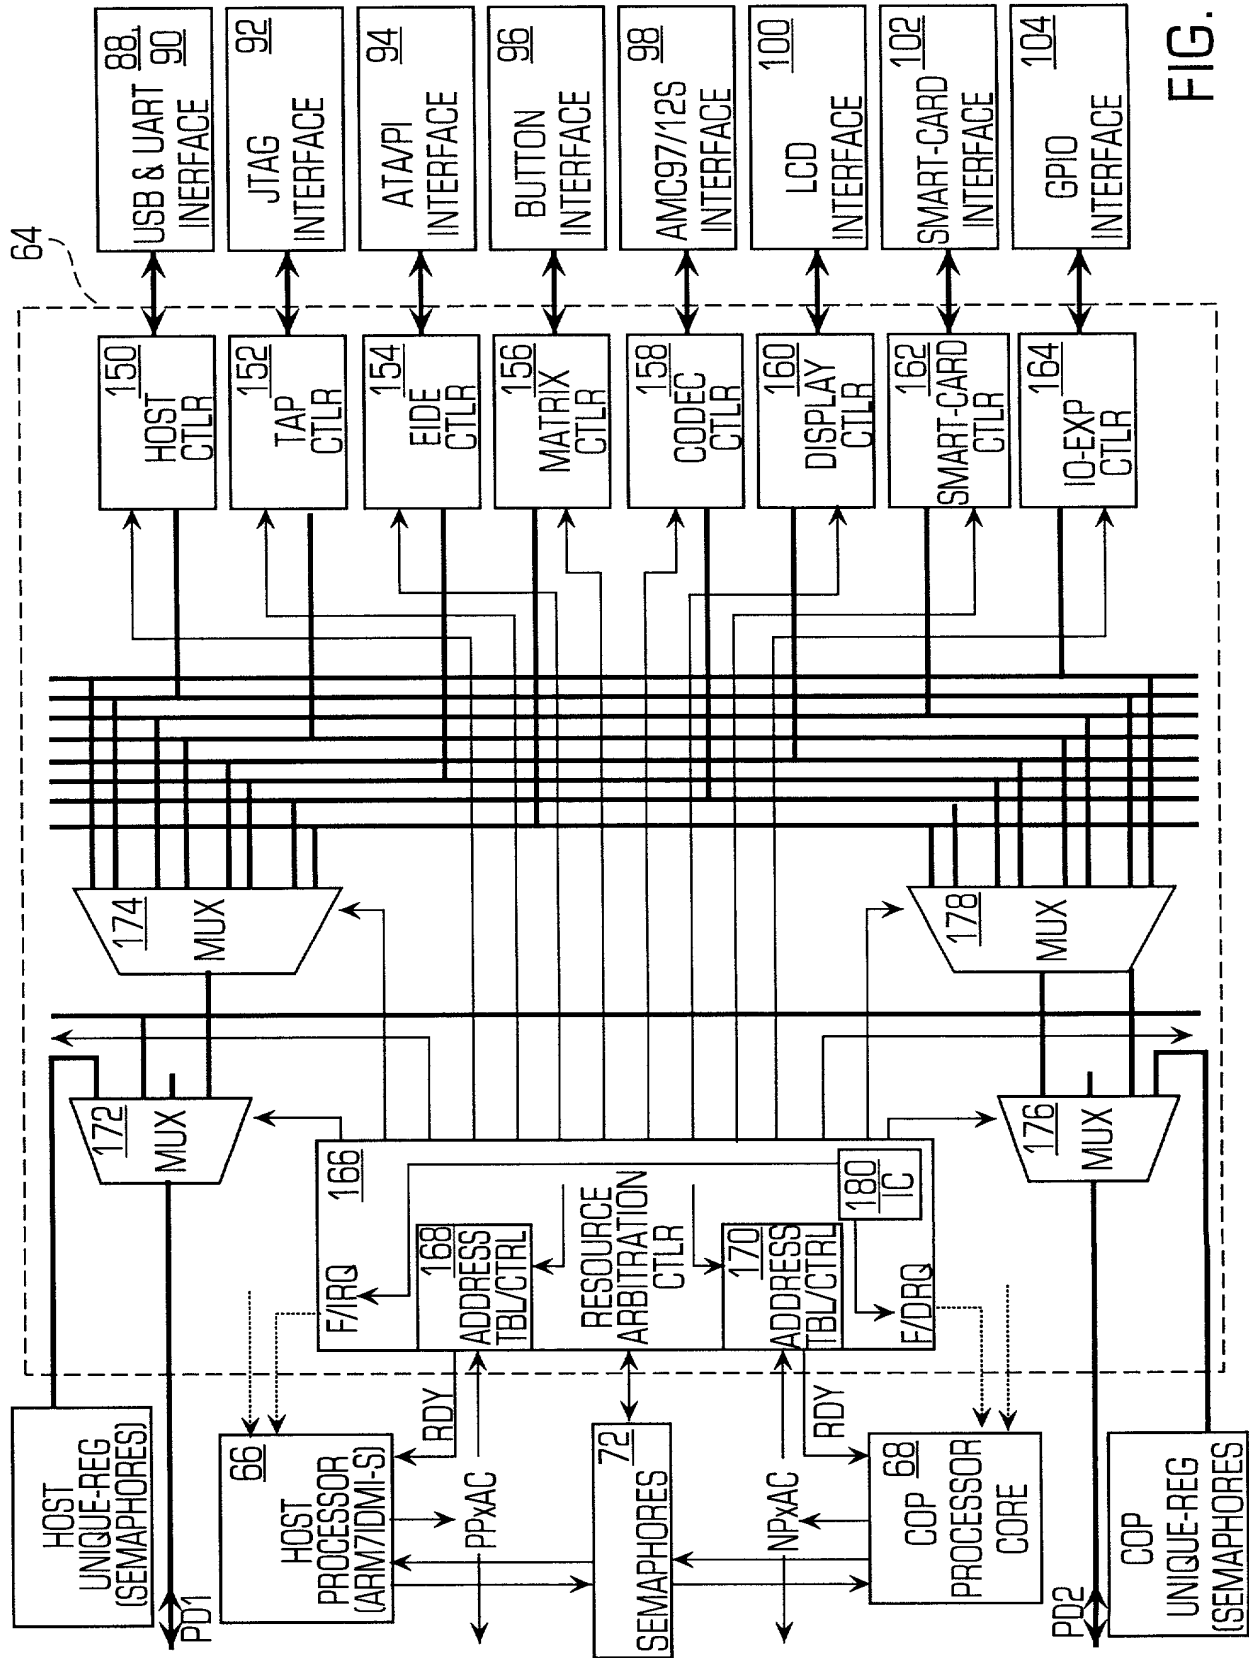 64
88,
90
USB & UART
INERFACE
92
JTAG
INTERFACE
94
ATA/PI
INTERFACE
96
BUTTON
INTERFACE
98
AMC97/12S
INTERFACE
100
LCD
INTERFACE
102
SMART-CARD
INTERFACE
104
GPIO
INTERFACE
FIG.
150
HOST
CTLR
152
TAP
CTLR
154
EIDE
CTLR
156
MATRIX
CTLR
158
CODEC
CTLR
160
DISPLAY
CTLR
162
SMART-CARD
CTLR
164
IO-EXP
CTLR
174
MUX
178
MUX
172
MUX
176
MUX
166
F/IRQ
168
ADDRESS
TBL/CTRL
RESOURCE
ARBITRATION
CTLR
170
ADDRESS
TBL/CTRL
180
IC
F/DRQ
RDY
RDY
HOST
UNIQUE-REG
(SEMAPHORES)
PD1
66
HOST
PROCESSOR
(ARM7IDMI-S)
PPxAC
72
SEMAPHORES
NPxAC
68
COP
PROCESSOR
CORE
PD2
COP
UNIQUE-REG
(SEMAPHORES)